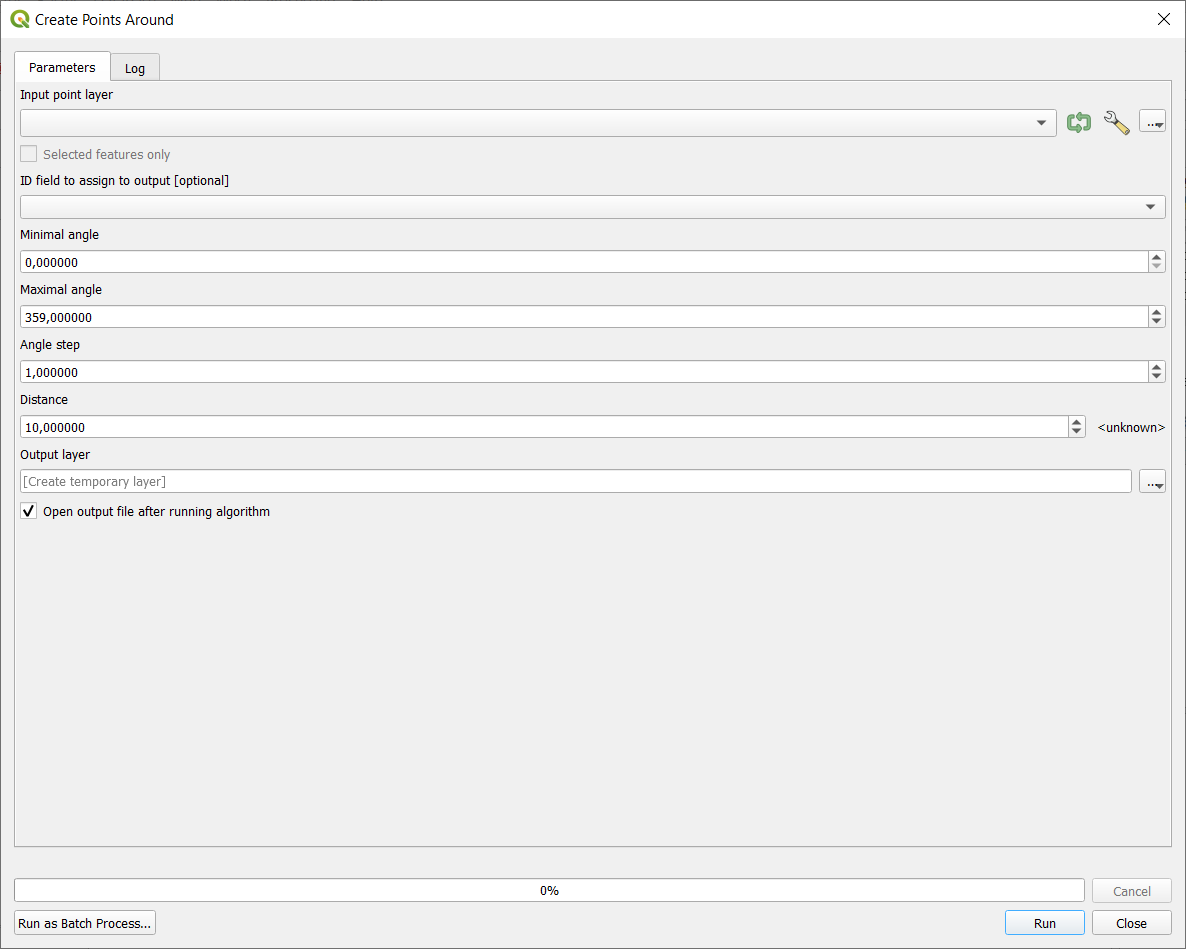 Create Points Around
Parameters
Log
Input point layer
...
Selected features only
ID field to assign to output [optional]
Minimal angle
0,000000
Maximal angle
359,000000
Angle step
1,000000
Distance
10,000000
<unknown>
Output layer
[Create temporary layer]
...
Open output file after running algorithm
0%
Cancel
Run as Batch Process...
Run
Close